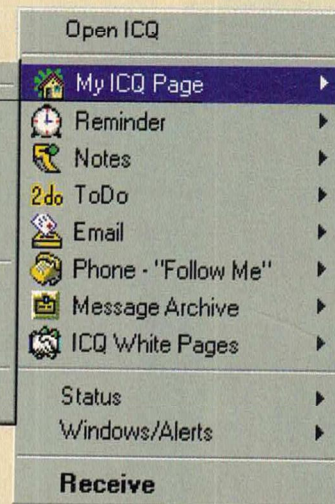 Open ICQ
My ICQ Page
Reminder
Notes
2do ToDo
Email
Phone - "Follow Me"
Message Archive
ICQ White Pages
Status
Windows/Alerts
Receive